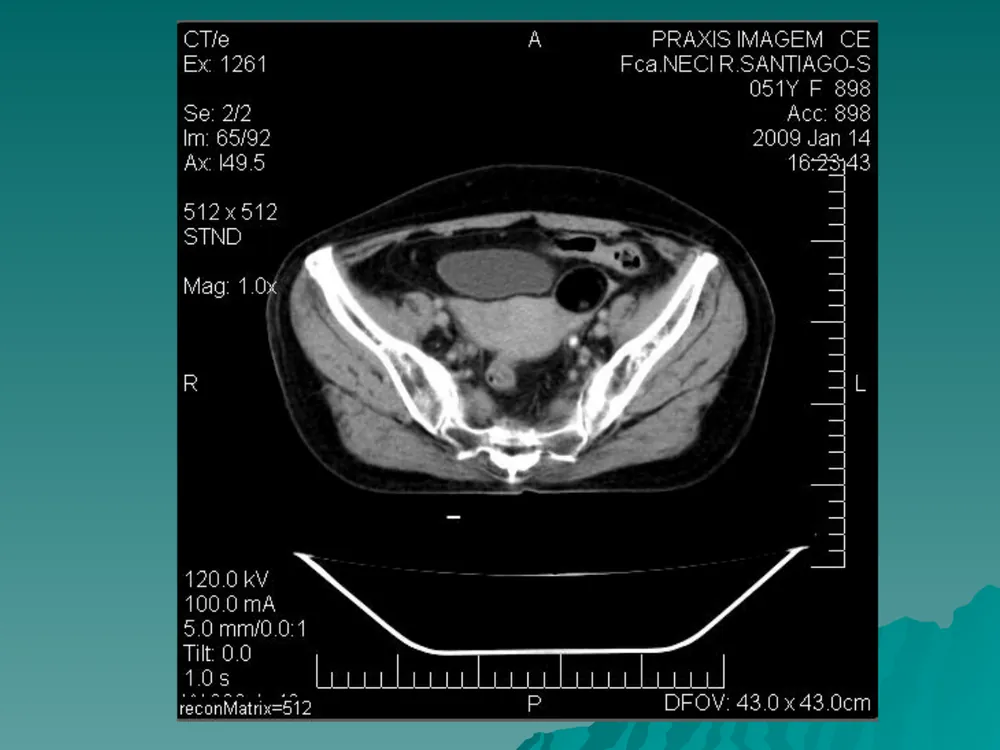 CT/e
Ex: 1261
Se: 2/2
Im: 65/92
Ax: I49.5
512 x 512
STND
Mag: 1.0x
A
PRAXIS IMAGEM CE
Fca.NECI R.SANTIAGO-S
051Y F 898
Acc: 898
2009 Jan 14
16:23:43
R
L
120.0 kV
100.0 mA
5.0 mm/0.0:1
Tilt: 0.0
1.0 s
reconMatrix=512
P
DFOV: 43.0 x 43.0cm